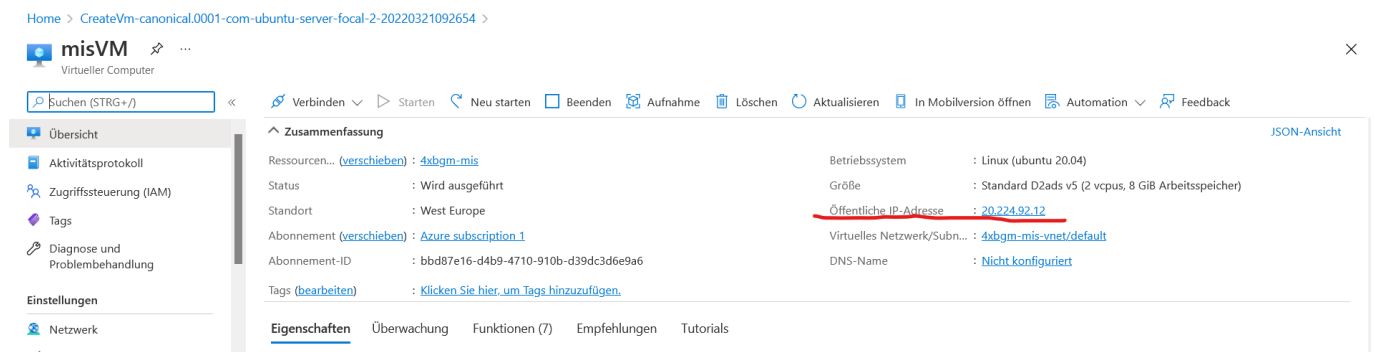 Home > CreateVm-canonical.0001-com-ubuntu-server-focal-2-20220321092654 >
misVM ...
Virtueller Computer
Suchen (STRG+/) «
Verbinden Starten Neu starten Beenden Aufnahme Löschen Aktualisieren In Mobilversion öffnen Automation Feedback
Übersicht
Aktivitätsprotokoll
Zugriffssteuerung (IAM)
Tags
Diagnose und
Problembehandlung
Einstellungen
Netzwerk
Zusammenfassung JSON-Ansicht
Ressourcen... (verschieben) : 4xbgm-mis
Status : Wird ausgeführt
Standort : West Europe
Abonnement (verschieben) : Azure subscription 1
Abonnement-ID : bbd87e16-d4b9-4710-910b-d39dc3d6e9a6
Tags (bearbeiten) : Klicken Sie hier, um Tags hinzuzufügen.
Betriebssystem : Linux (ubuntu 20.04)
Größe : Standard D2ads v5 (2 vcpus, 8 GiB Arbeitsspeicher)
Öffentliche IP-Adresse : 20.224.92.12
Virtuelles Netzwerk/Subn... : 4xbgm-mis-vnet/default
DNS-Name : Nicht konfiguriert
Eigenschaften Überwachung Funktionen (7) Empfehlungen Tutorials